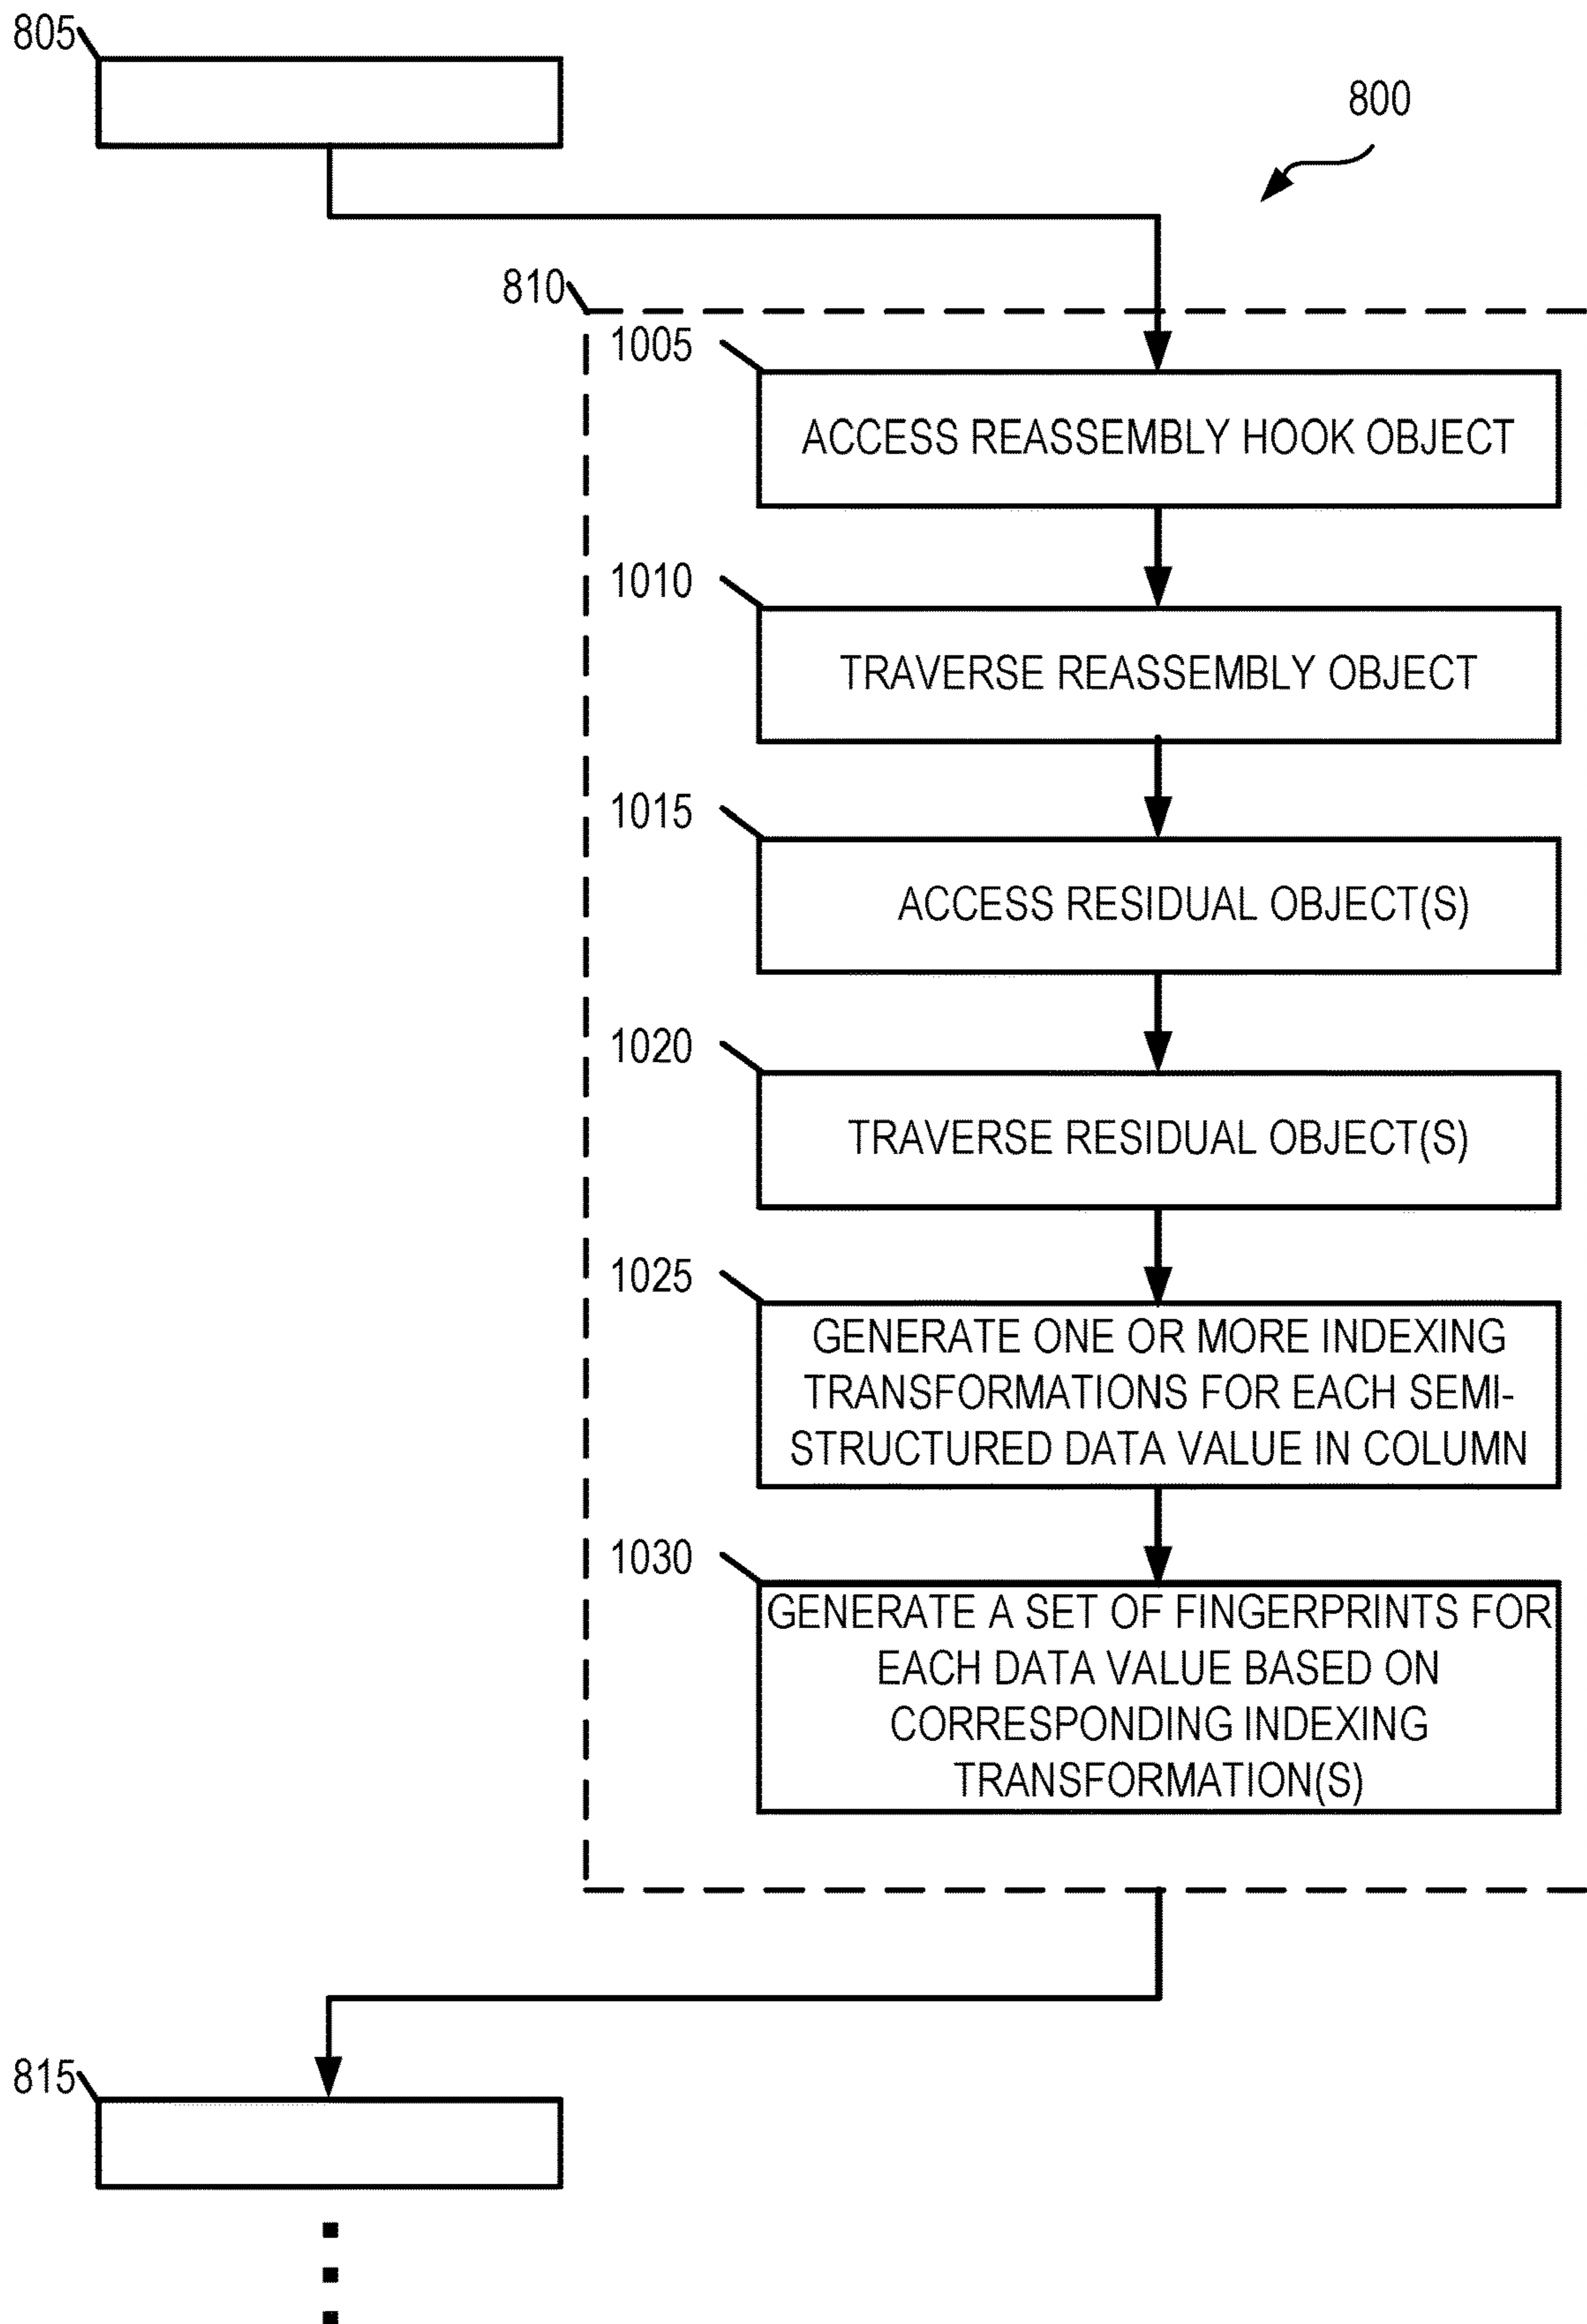 805
800
810
1005
ACCESS REASSEMBLY HOOK OBJECT
1010
TRAVERSE REASSEMBLY OBJECT
1015
ACCESS RESIDUAL OBJECT(S)
1020
TRAVERSE RESIDUAL OBJECT(S)
1025
GENERATE ONE OR MORE INDEXING
TRANSFORMATIONS FOR EACH SEMI-
STRUCTURED DATA VALUE IN COLUMN
1030
GENERATE A SET OF FINGERPRINTS FOR
EACH DATA VALUE BASED ON
CORRESPONDING INDEXING
TRANSFORMATION(S)
815